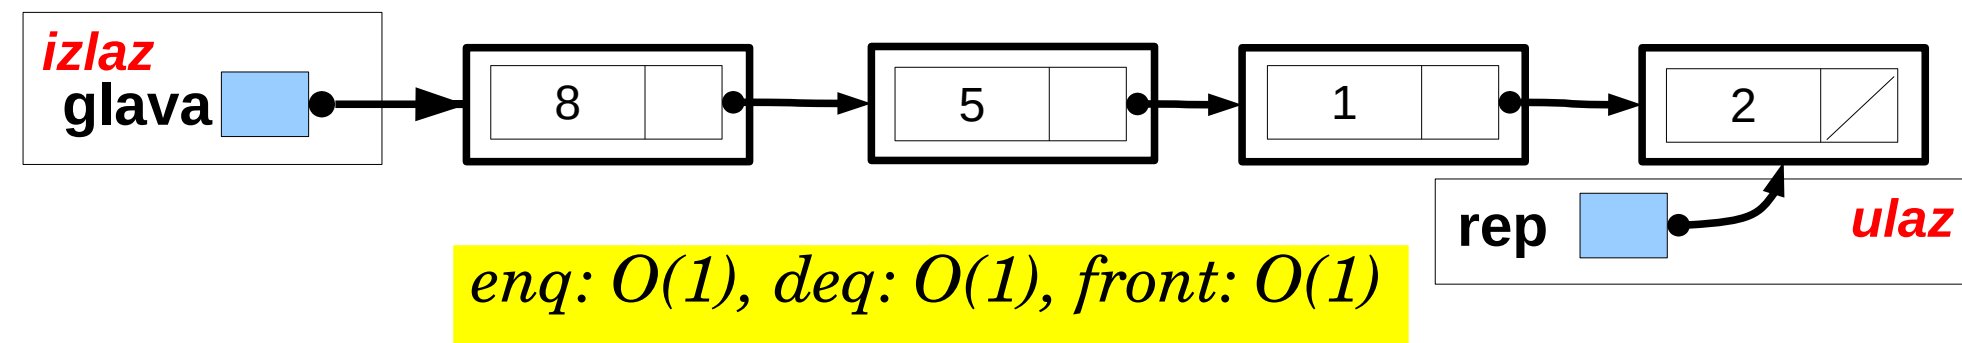 izlaz
glava
8
5
1
2
rep
ulaz
enq: O(1), deq: O(1), front: O(1)